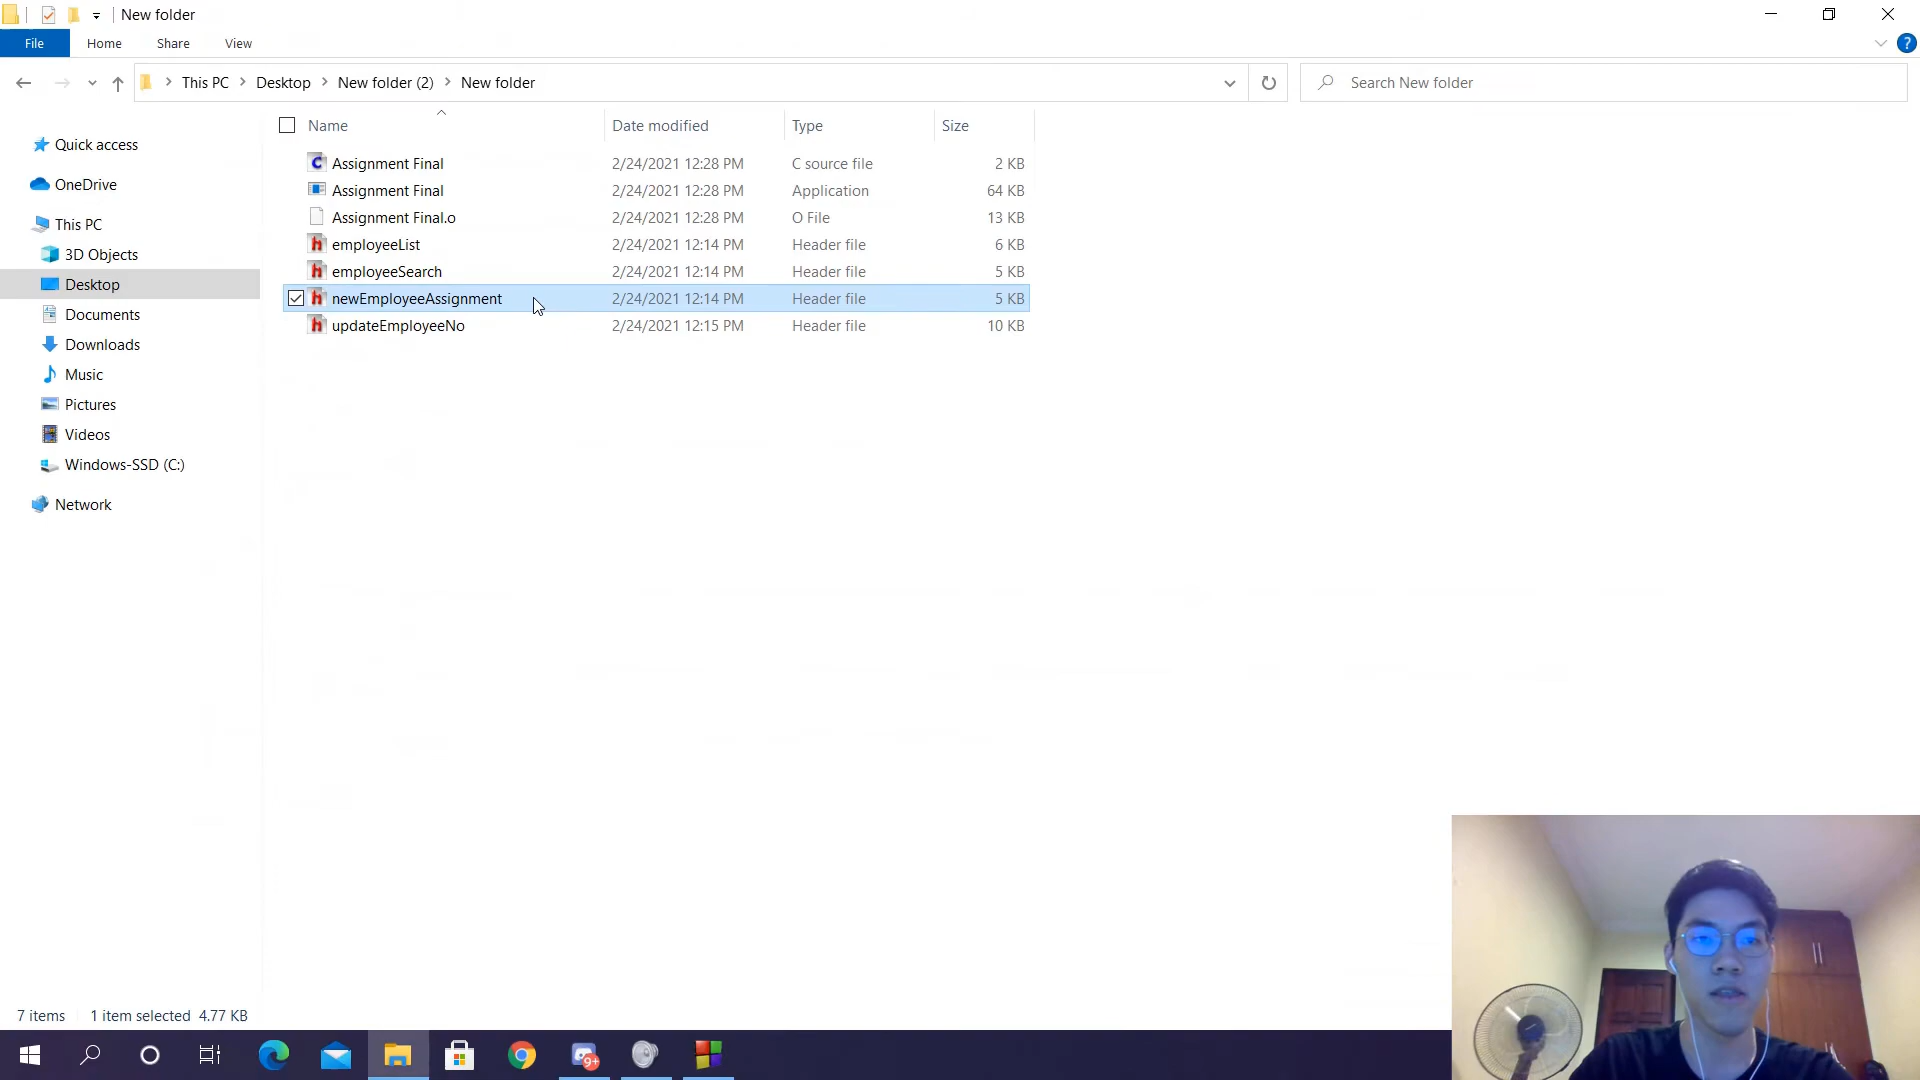 New folder
File Home Share View
This PC Desktop New folder (2) New folder
Search New folder
Name Date modified Type Size
Assignment Final 2/24/2021 12:28 PM C source file 2 KB
Assignment Final 2/24/2021 12:28 PM Application 64 KB
Assignment Final.o 2/24/2021 12:28 PM O File 13 KB
employeeList 2/24/2021 12:14 PM Header file 6 KB
employeeSearch 2/24/2021 12:14 PM Header file 5 KB
newEmployeeAssignment 2/24/2021 12:14 PM Header file 5 KB
updateEmployeeNo 2/24/2021 12:15 PM Header file 10 KB
Quick access
OneDrive
This PC
3D Objects
Desktop
Documents
Downloads
Music
Pictures
Videos
Windows-SSD (C:)
Network
7 items 1 item selected 4.77 KB
9+